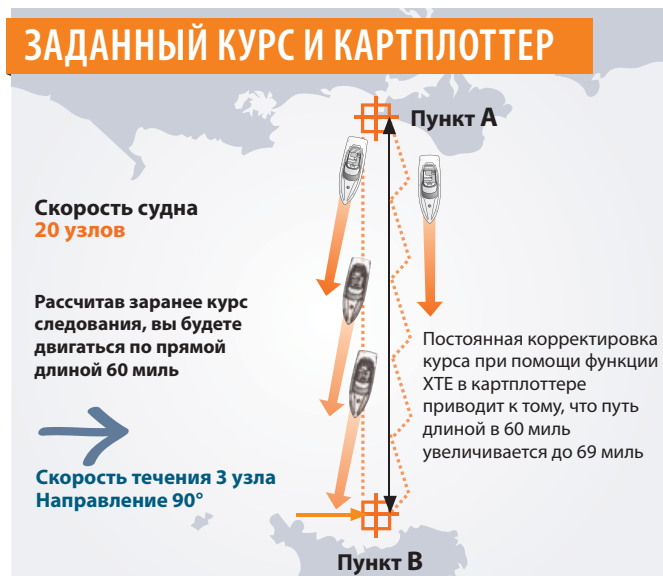 ЗАДАННЫЙ КУРС И КАРТПЛОТТЕР
Пункт А
Скорость судна
20 узлов
Рассчитав заранее курс
следования, вы будете
двигаться по прямой
длиной 60 миль
Постоянная корректировка
курса при помощи функции
XTE в картплоттере
приводит к тому, что путь
длиной в 60 миль
увеличивается до 69 миль
Скорость течения 3 узла
Направление 90°
Пункт В